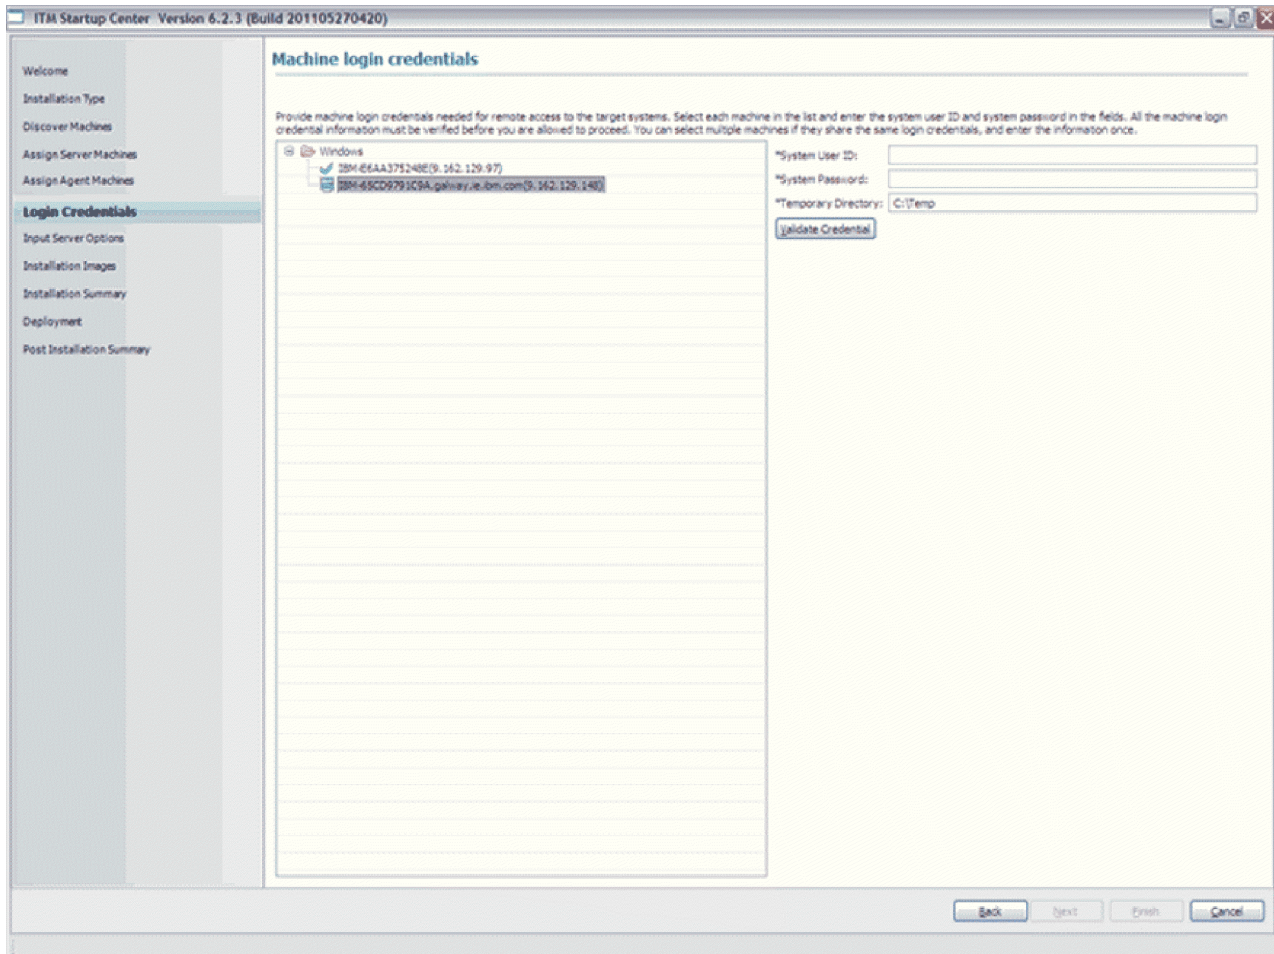 ITM Startup Center Version 6.2.3 (Build 201105270420)
Welcome
Installation Type
Discover Machines
Assign Server Machines
Assign Agent Machines
Login Credentials
Input Server Options
Installation Images
Installation Summary
Deployment
Post Installation Summary
Machine login credentials
Provide machine login credentials needed for remote access to the target systems. Select each machine in the list and enter the system user ID and system password in the fields. All the machine login
credential information must be verified before you are allowed to proceed. You can select multiple machines if they share the same login credentials, and enter the information once.
Windows
IBM-E6AA375248E(9.162.129.97)
IBM-65CD9791C9A.galway.ie.ibm.com(9.162.129.148)
*System User ID:
*System Password:
*Temporary Directory: C:\Temp
Validate Credential
Back Next Finish Cancel